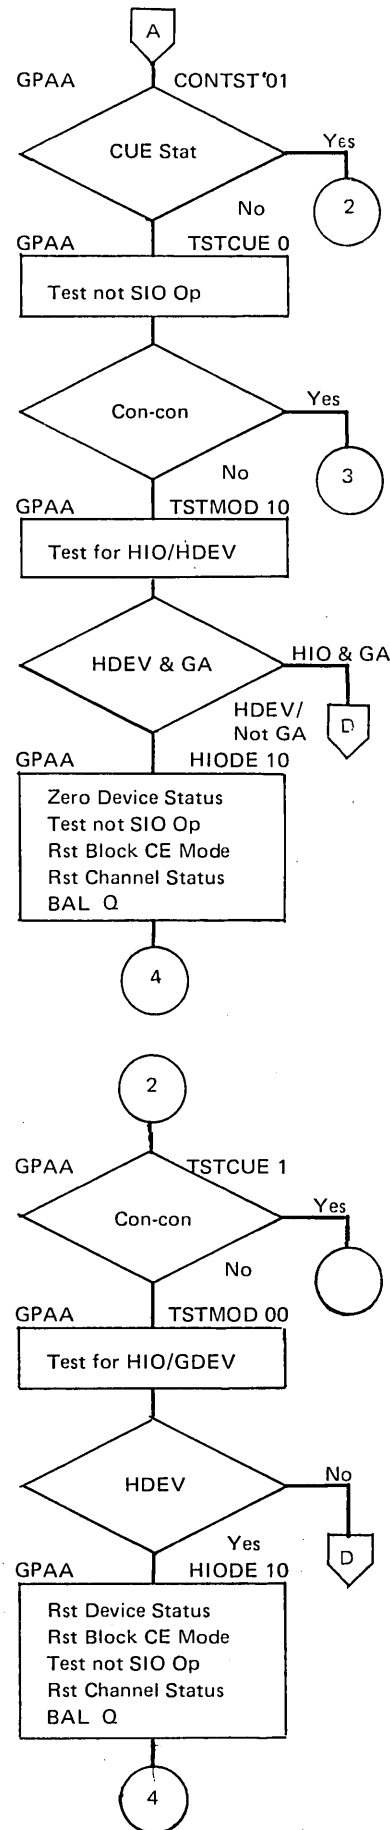 A
GPAA CONTST'01
CUE Stat
Yes
2
No
GPAA TSTCUE 0
Test not SIO Op
Con-con
Yes
3
No
GPAA TSTMOD 10
Test for HIO/HDEV
HDEV & GA
HIO & GA
D
HDEV/
Not GA
GPAA HIODE 10
Zero Device Status
Test not SIO Op
Rst Block CE Mode
Rst Channel Status
BAL Q
4
2
GPAA TSTCUE 1
Con-con
Yes
No
GPAA TSTMOD 00
Test for HIO/GDEV
HDEV
No
D
Yes
GPAA HIODE 10
Rst Device Status
Rst Block CE Mode
Test not SIO Op
Rst Channel Status
BAL Q
4